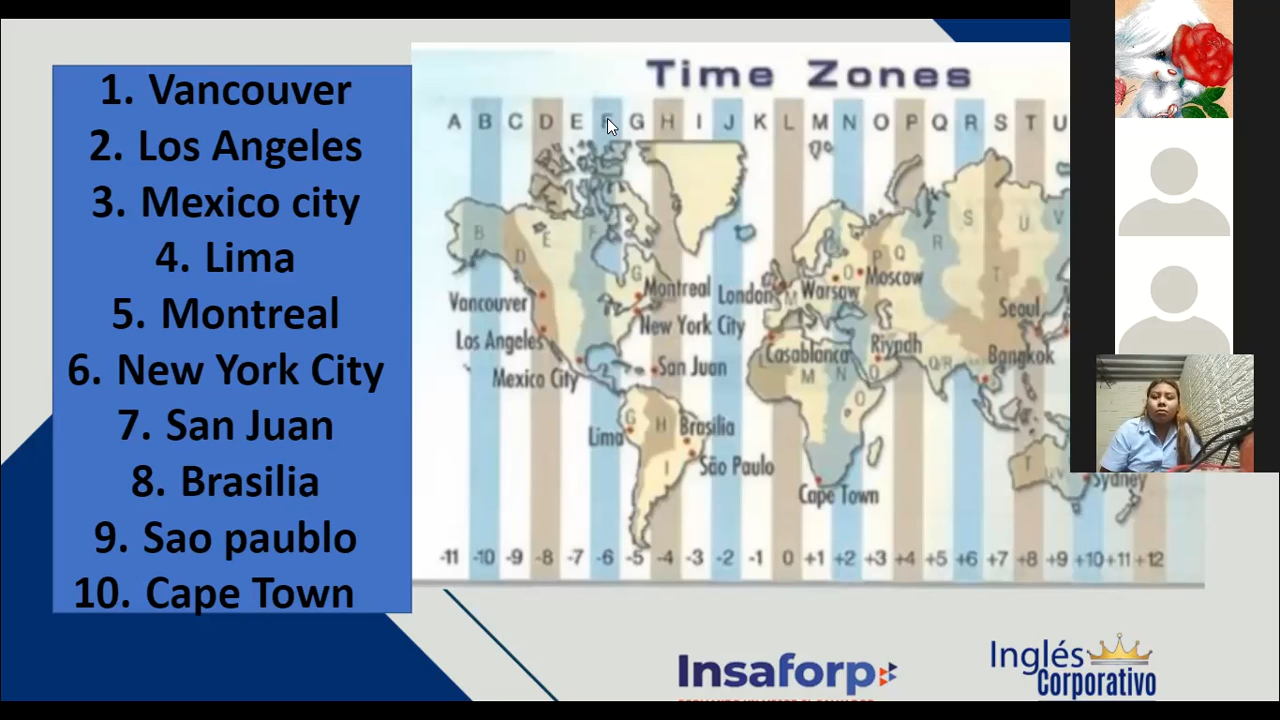 1. Vancouver
2. Los Angeles
3. Mexico city
4. Lima
5. Montreal
6. New York City
7. San Juan
8. Brasilia
9. Sao paublo
10. Cape Town
Time Zones
A B C D E F G H I J K L M N O P Q R S T U
B D E F G
P Q R S T U V
O
Montreal
London
M
Warsaw
Moscow
Vancouver
New York City
Seoul
Los Angeles
Casablanca
Riyadh
Bangkok
San Juan
Mexico City
M N O
Q/R
Lima
G H I
Brasilia
São Paulo
Cape Town
T U V
Sydney
-11 -10 -9 -8 -7 -6 -5 -4 -3 -2 -1 0 +1 +2 +3 +4 +5 +6 +7 +8 +9 +10 +11 +12
Insaforp
Inglés
Corporativo